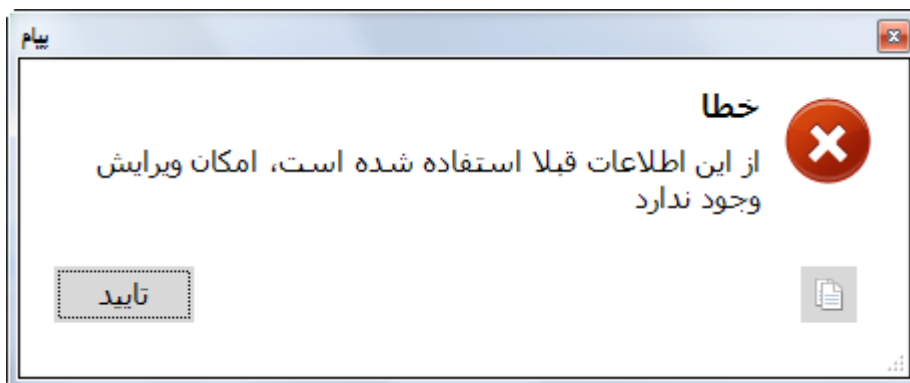 پیام
خطا
از این اطلاعات قبلا استفاده شده است، امکان ویرایش
وجود ندارد
تایید